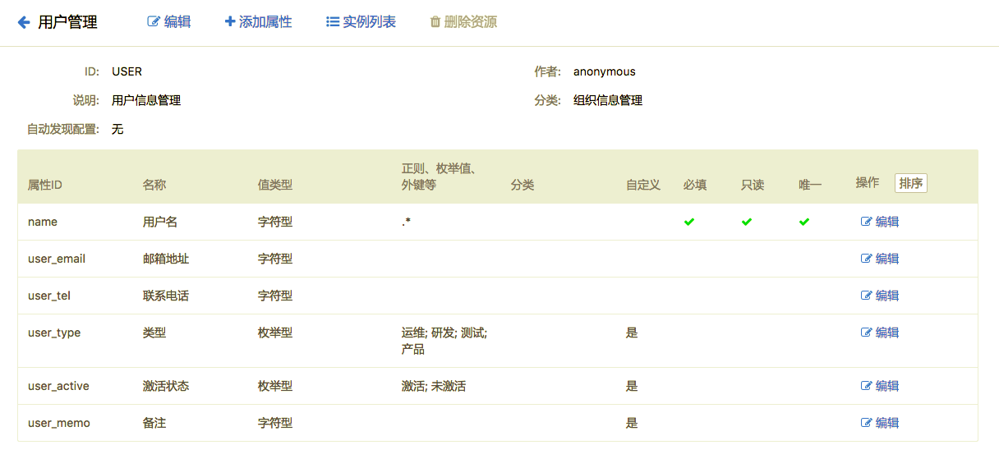 用户管理 编辑 添加属性 实例列表 删除资源
ID: USER 作者: anonymous
说明: 用户信息管理 分类: 组织信息管理
自动发现配置: 无
属性ID 名称 值类型 正则、枚举值、外键等 分类 自定义 必填 只读 唯一 操作 排序
name 用户名 字符型 .* 编辑
user_email 邮箱地址 字符型 编辑
user_tel 联系电话 字符型 编辑
user_type 类型 枚举型 运维; 研发; 测试; 是 编辑
产品
user_active 激活状态 枚举型 激活; 未激活 是 编辑
user_memo 备注 字符型 是 编辑